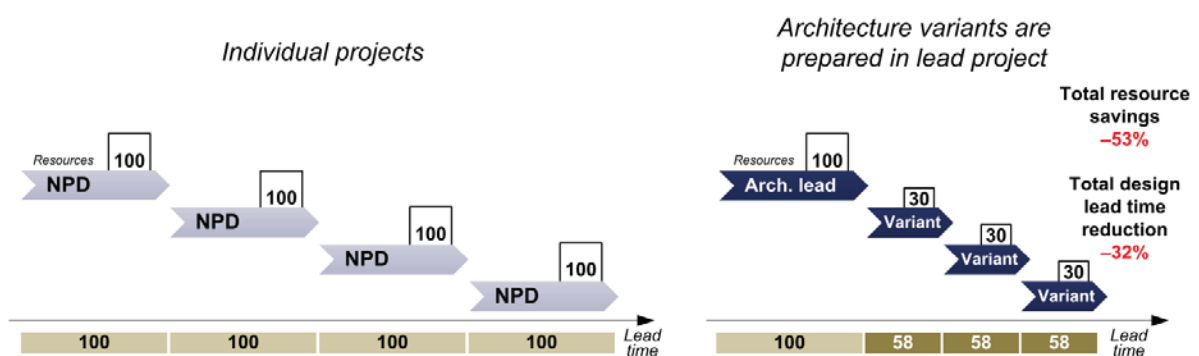 Individual projects
Resources
100
NPD
100
NPD
100
NPD
100
NPD
100
100
100
100
Lead
time
Architecture variants are
prepared in lead project
Total resource
savings
–53%
Total design
lead time
reduction
–32%
Resources
100
Arch. lead
30
Variant
30
Variant
30
Variant
100
58
58
58
Lead
time